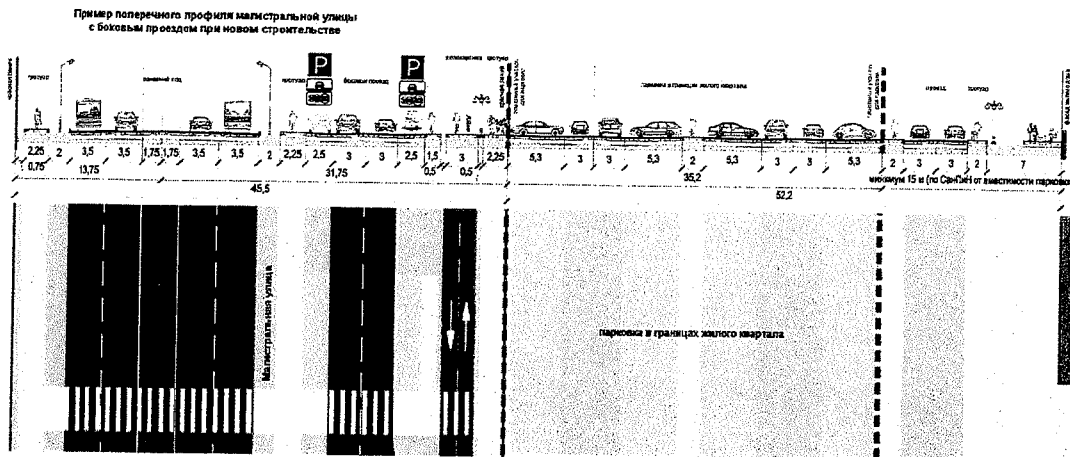 Пример поперечного профиля магистральной улицы
с боковым проездом при новом строительстве
тротуар
тротуар
боковой проезд
тротуар
парковка в границах жилого квартала
проезд
тротуар
P
P
2,25 2 3,5 3,5 1,75 1,75 3,5 3,5 2 2,25 2,5 3 3 2,5 1,5 3 2,25 5,3 3 3 5,3 2 5,3 3 3 5,3 2 3 3 2 7
0,75 13,75 31,75 0,5 0,5 35,2 минимум 15 м (по СанПиН от вместимости парковки
45,5 52,2
Магистральная улица
парковка в границах жилого квартала